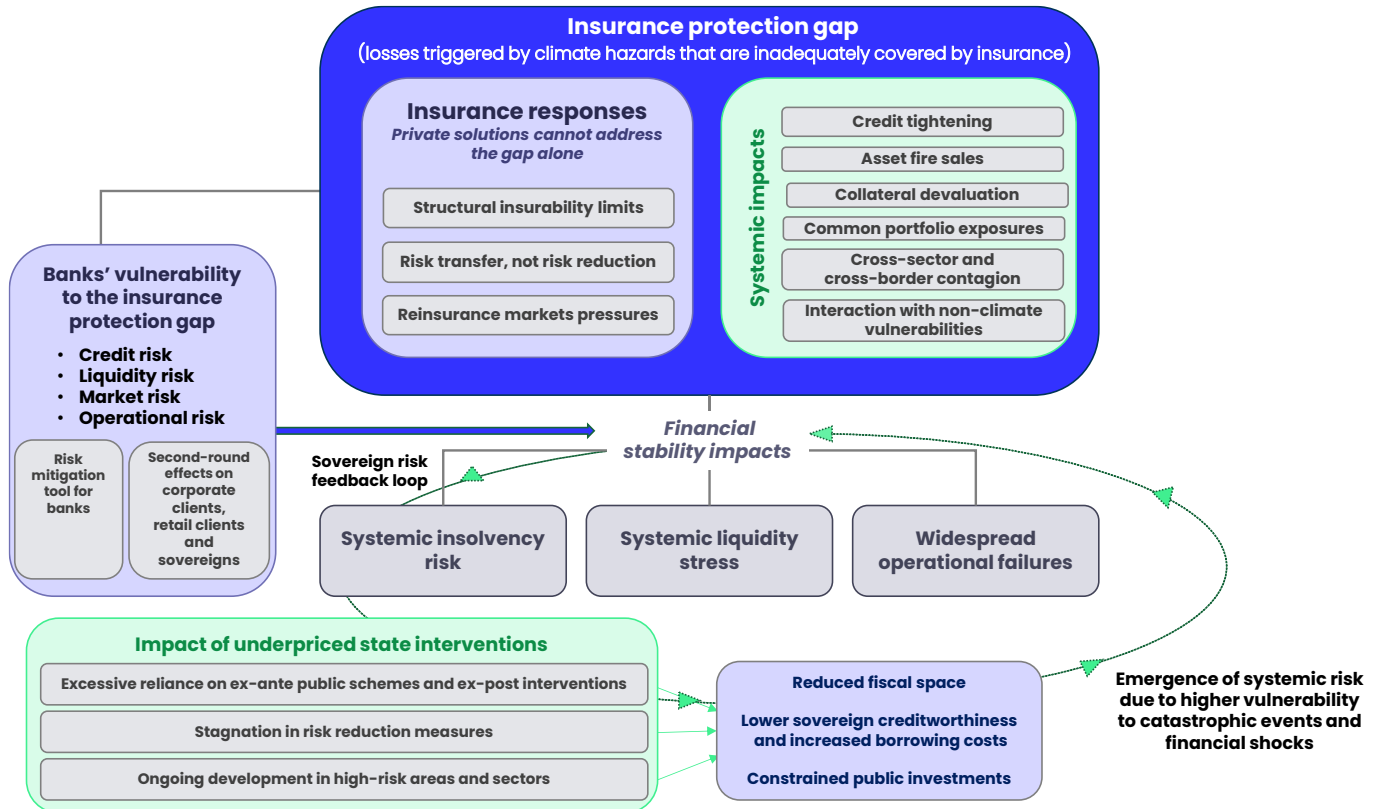 Insurance protection gap
(losses triggered by climate hazards that are inadequately covered by insurance)
Insurance responses
Private solutions cannot address
the gap alone
Structural insurability limits
Risk transfer, not risk reduction
Reinsurance markets pressures
Systemic impacts
Credit tightening
Asset fire sales
Collateral devaluation
Common portfolio exposures
Cross-sector and
cross-border contagion
Interaction with non-climate
vulnerabilities
Banks’ vulnerability
to the insurance
protection gap
• Credit risk
• Liquidity risk
• Market risk
• Operational risk
Risk
mitigation
tool for
banks
Second-round
effects on
corporate
clients,
retail clients
and
sovereigns
Financial
stability impacts
Sovereign risk
feedback loop
Systemic insolvency
risk
Systemic liquidity
stress
Widespread
operational failures
Impact of underpriced state interventions
Excessive reliance on ex-ante public schemes and ex-post interventions
Stagnation in risk reduction measures
Ongoing development in high-risk areas and sectors
Reduced fiscal space
Lower sovereign creditworthiness
and increased borrowing costs
Constrained public investments
Emergence of systemic risk
due to higher vulnerability
to catastrophic events and
financial shocks